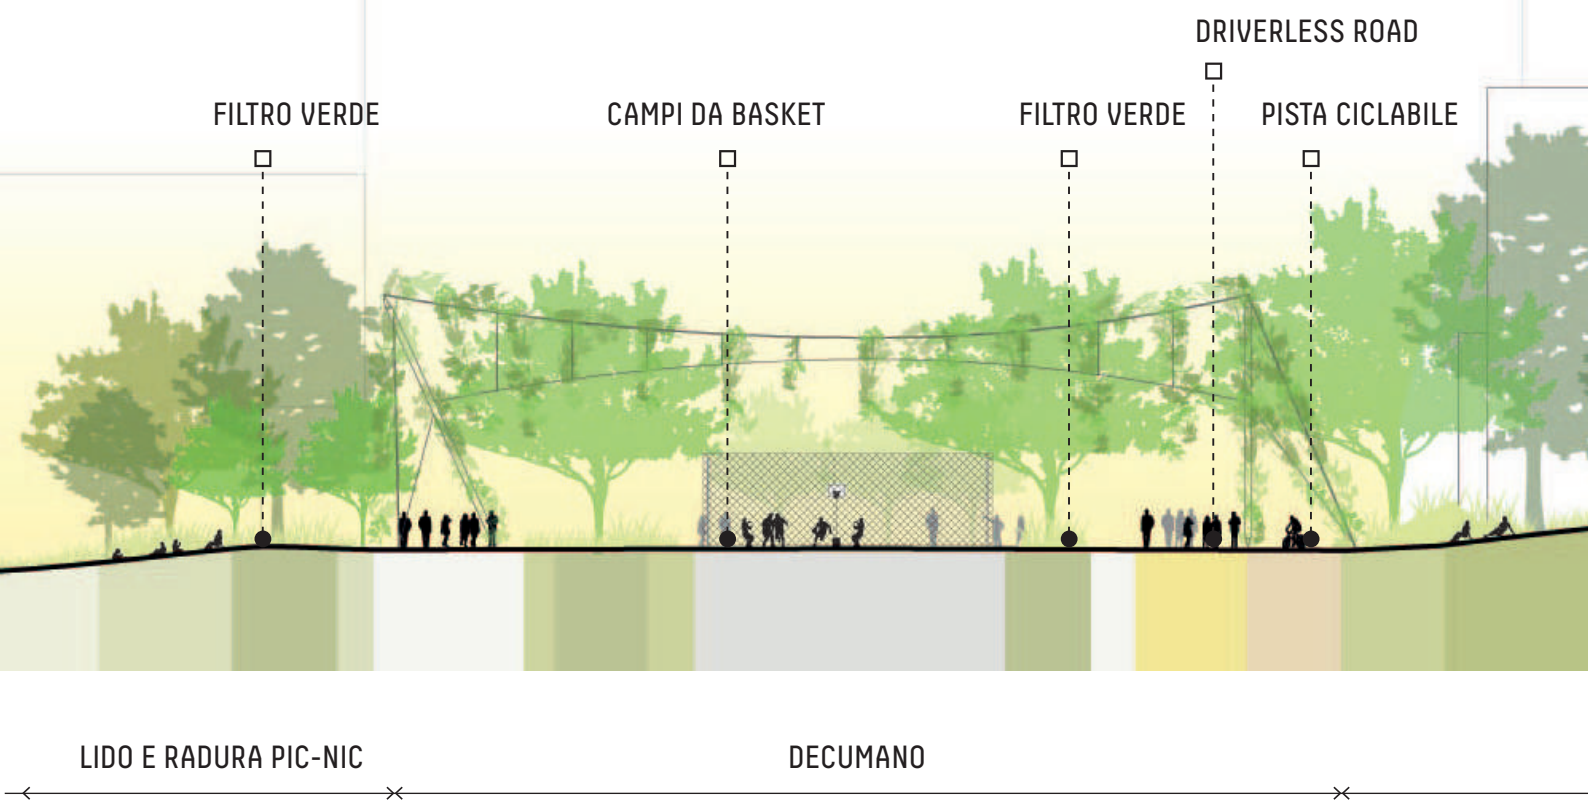 DRIVERLESS ROAD
FILTRO VERDE
CAMPI DA BASKET
FILTRO VERDE
PISTA CICLABILE
LIDO E RADURA PIC-NIC
DECUMANO